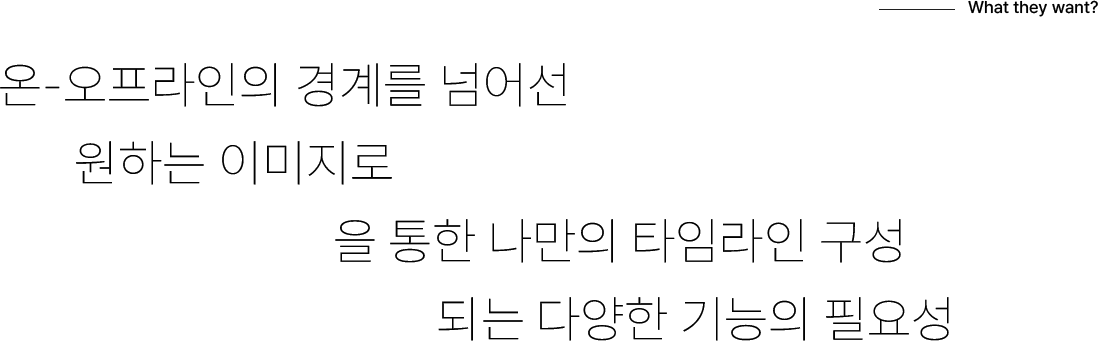 What they want?
온-오프라인의 경계를 넘어선
원하는 이미지로
을 통한 나만의 타임라인 구성
되는 다양한 기능의 필요성